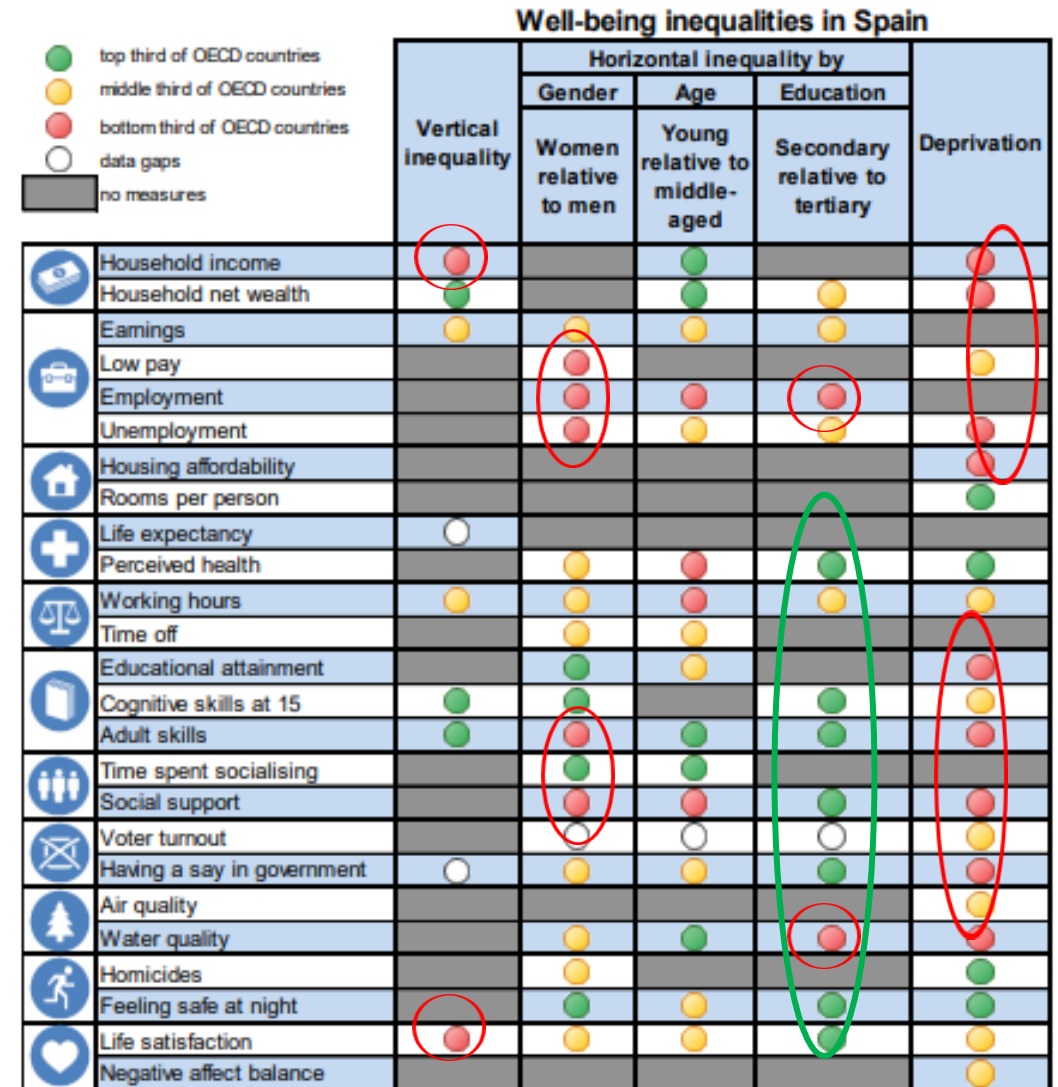 Well-being inequalities in Spain
top third of OECD countries
middle third of OECD countries
bottom third of OECD countries
data gaps
no measures
Vertical
inequality
Horizontal inequality by
Gender
Age
Education
Women
relative
to men
Young
relative to
middle-
aged
Secondary
relative to
tertiary
Deprivation
Household income
Household net wealth
Earnings
Low pay
Employment
Unemployment
Housing affordability
Rooms per person
Life expectancy
Perceived health
Working hours
Time off
Educational attainment
Cognitive skills at 15
Adult skills
Time spent socialising
Social support
Voter turnout
Having a say in government
Air quality
Water quality
Homicides
Feeling safe at night
Life satisfaction
Negative affect balance